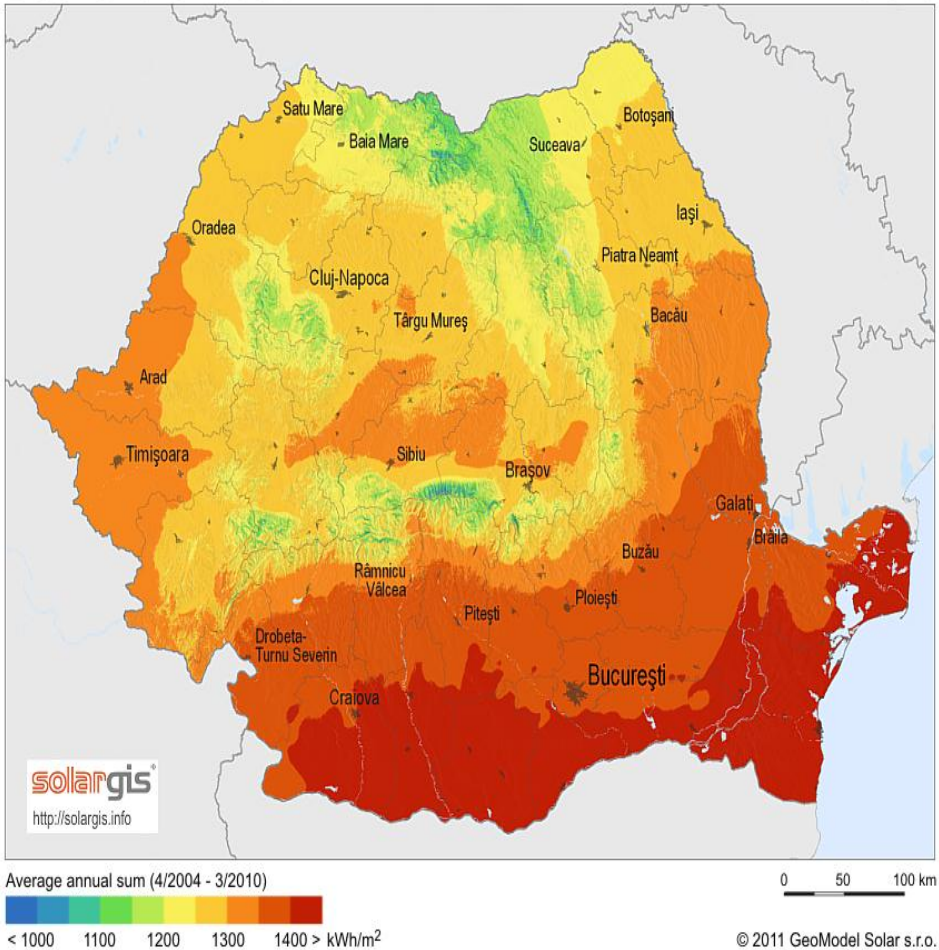 Satu Mare
Botoşani
Baia Mare
Suceava
Iaşi
Oradea
Piatra Neamţ
Cluj-Napoca
Târgu Mureş
Bacău
Arad
Timişoara
Sibiu
Braşov
Galati
Brăila
Buzău
Râmnicu
Vâlcea
Ploieşti
Piteşti
Drobeta-
Turnu Severin
Bucureşti
Craiova
solargis®
http://solargis.info
Average annual sum (4/2004 - 3/2010)
0 50 100 km
< 1000 1100 1200 1300 1400 > kWh/m²
© 2011 GeoModel Solar s.r.o.